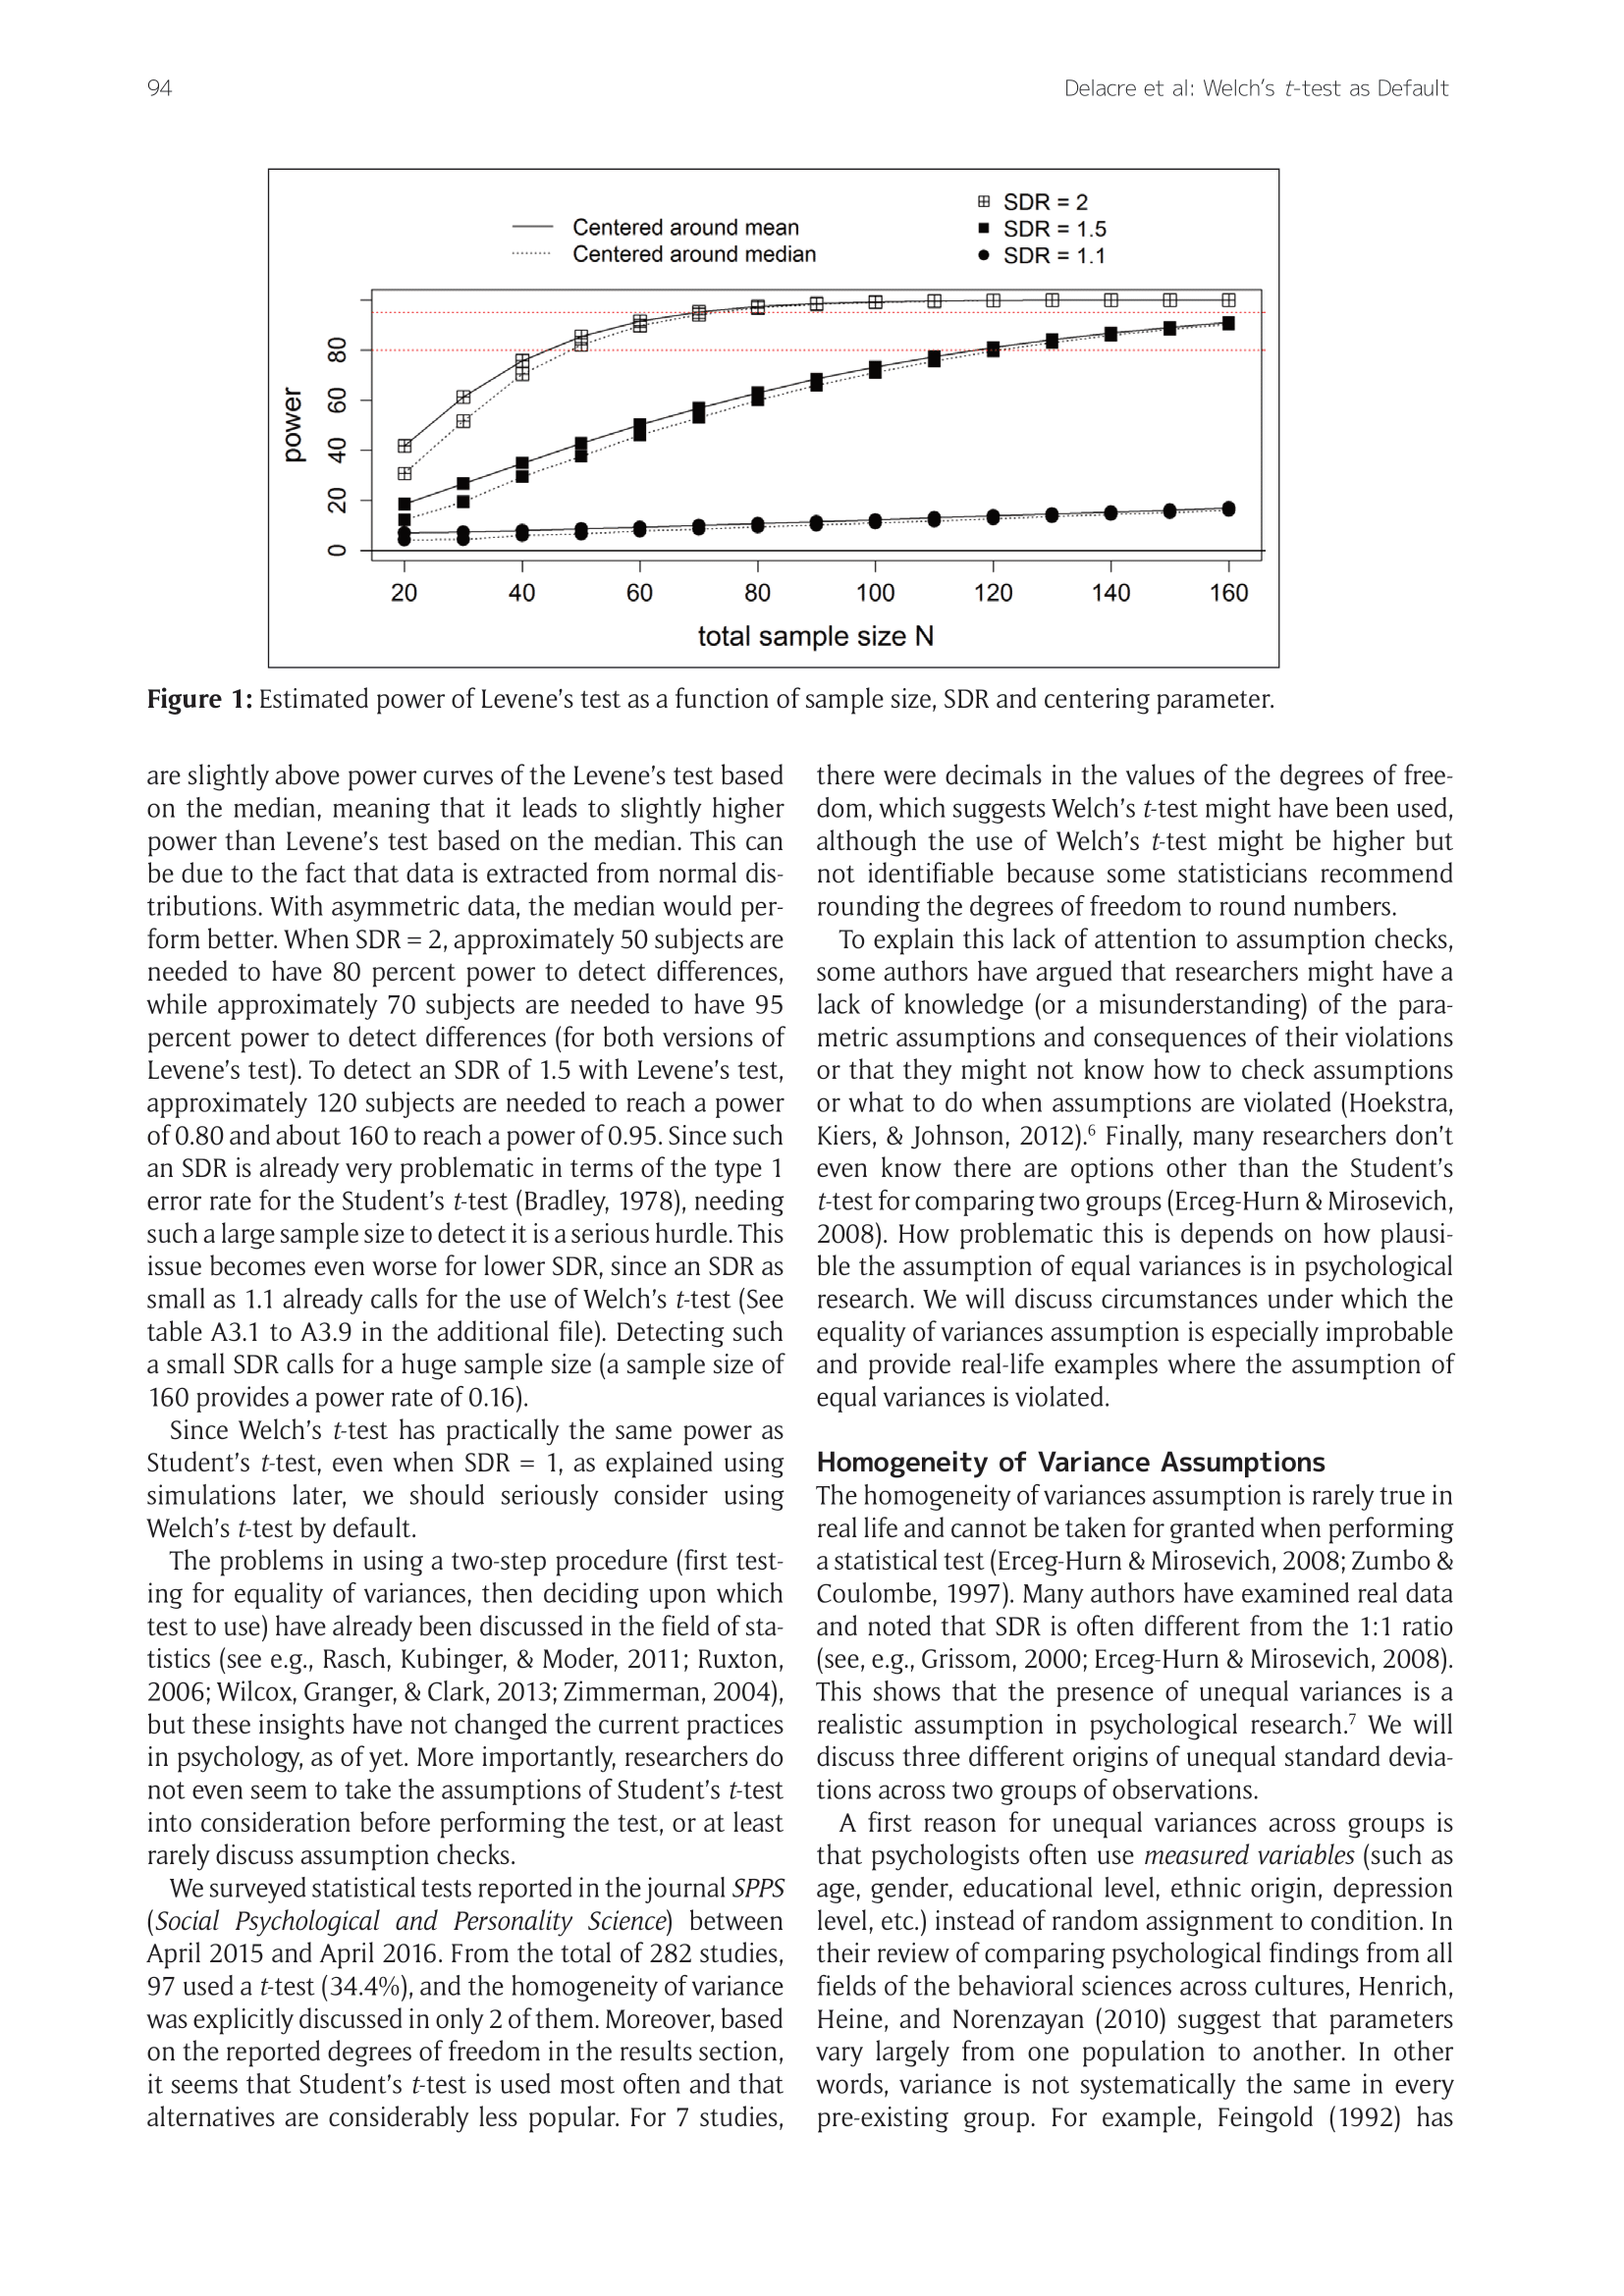 94
Delacre et al: Welch's t-test as Default
Centered around mean
Centered around median
SDR = 2
SDR = 1.5
SDR = 1.1
power
80
60
40
20
0
20 40 60 80 100 120 140 160
total sample size N
Figure 1: Estimated power of Levene's test as a function of sample size, SDR and centering parameter.
are slightly above power curves of the Levene's test based
on the median, meaning that it leads to slightly higher
power than Levene's test based on the median. This can
be due to the fact that data is extracted from normal dis-
tributions. With asymmetric data, the median would per-
form better. When SDR = 2, approximately 50 subjects are
needed to have 80 percent power to detect differences,
while approximately 70 subjects are needed to have 95
percent power to detect differences (for both versions of
Levene's test). To detect an SDR of 1.5 with Levene's test,
approximately 120 subjects are needed to reach a power
of 0.80 and about 160 to reach a power of 0.95. Since such
an SDR is already very problematic in terms of the type 1
error rate for the Student's t-test (Bradley, 1978), needing
such a large sample size to detect it is a serious hurdle. This
issue becomes even worse for lower SDR, since an SDR as
small as 1.1 already calls for the use of Welch's t-test (See
table A3.1 to A3.9 in the additional file). Detecting such
a small SDR calls for a huge sample size (a sample size of
160 provides a power rate of 0.16).
Since Welch's t-test has practically the same power as
Student's t-test, even when SDR = 1, as explained using
simulations later, we should seriously consider using
Welch's t-test by default.
The problems in using a two-step procedure (first test-
ing for equality of variances, then deciding upon which
test to use) have already been discussed in the field of sta-
tistics (see e.g., Rasch, Kubinger, & Moder, 2011; Ruxton,
2006; Wilcox, Granger, & Clark, 2013; Zimmerman, 2004),
but these insights have not changed the current practices
in psychology, as of yet. More importantly, researchers do
not even seem to take the assumptions of Student's t-test
into consideration before performing the test, or at least
rarely discuss assumption checks.
We surveyed statistical tests reported in the journal SPPS
(Social Psychological and Personality Science) between
April 2015 and April 2016. From the total of 282 studies,
97 used a t-test (34.4%), and the homogeneity of variance
was explicitly discussed in only 2 of them. Moreover, based
on the reported degrees of freedom in the results section,
it seems that Student's t-test is used most often and that
alternatives are considerably less popular. For 7 studies,
there were decimals in the values of the degrees of free-
dom, which suggests Welch's t-test might have been used,
although the use of Welch's t-test might be higher but
not identifiable because some statisticians recommend
rounding the degrees of freedom to round numbers.
To explain this lack of attention to assumption checks,
some authors have argued that researchers might have a
lack of knowledge (or a misunderstanding) of the para-
metric assumptions and consequences of their violations
or that they might not know how to check assumptions
or what to do when assumptions are violated (Hoekstra,
Kiers, & Johnson, 2012).⁶ Finally, many researchers don't
even know there are options other than the Student's
t-test for comparing two groups (Erceg-Hurn & Mirosevich,
2008). How problematic this is depends on how plausi-
ble the assumption of equal variances is in psychological
research. We will discuss circumstances under which the
equality of variances assumption is especially improbable
and provide real-life examples where the assumption of
equal variances is violated.
Homogeneity of Variance Assumptions
The homogeneity of variances assumption is rarely true in
real life and cannot be taken for granted when performing
a statistical test (Erceg-Hurn & Mirosevich, 2008; Zumbo &
Coulombe, 1997). Many authors have examined real data
and noted that SDR is often different from the 1:1 ratio
(see, e.g., Grissom, 2000; Erceg-Hurn & Mirosevich, 2008).
This shows that the presence of unequal variances is a
realistic assumption in psychological research.⁷ We will
discuss three different origins of unequal standard devia-
tions across two groups of observations.
A first reason for unequal variances across groups is
that psychologists often use measured variables (such as
age, gender, educational level, ethnic origin, depression
level, etc.) instead of random assignment to condition. In
their review of comparing psychological findings from all
fields of the behavioral sciences across cultures, Henrich,
Heine, and Norenzayan (2010) suggest that parameters
vary largely from one population to another. In other
words, variance is not systematically the same in every
pre-existing group. For example, Feingold (1992) has